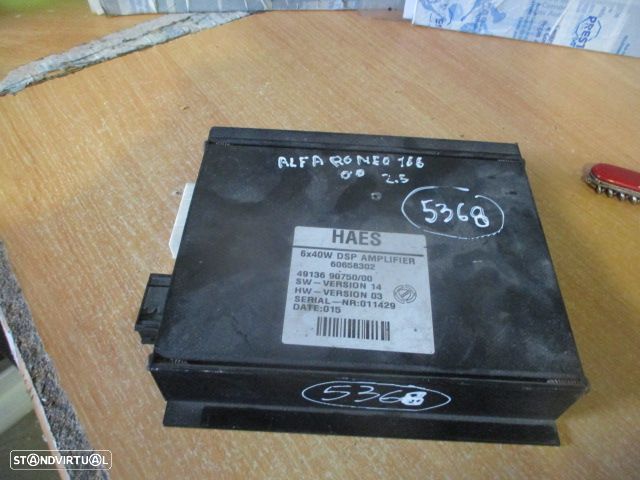 PREST
ALFA ROMEO 166
00 2.5
5368
HAES
6x40W DSP AMPLIFIER
60658302
49136 90750/00
SW-VERSION 14
HW-VERSION 03
SERIAL-NR:011429
DATE:015
5368
STANDVIRTUAL